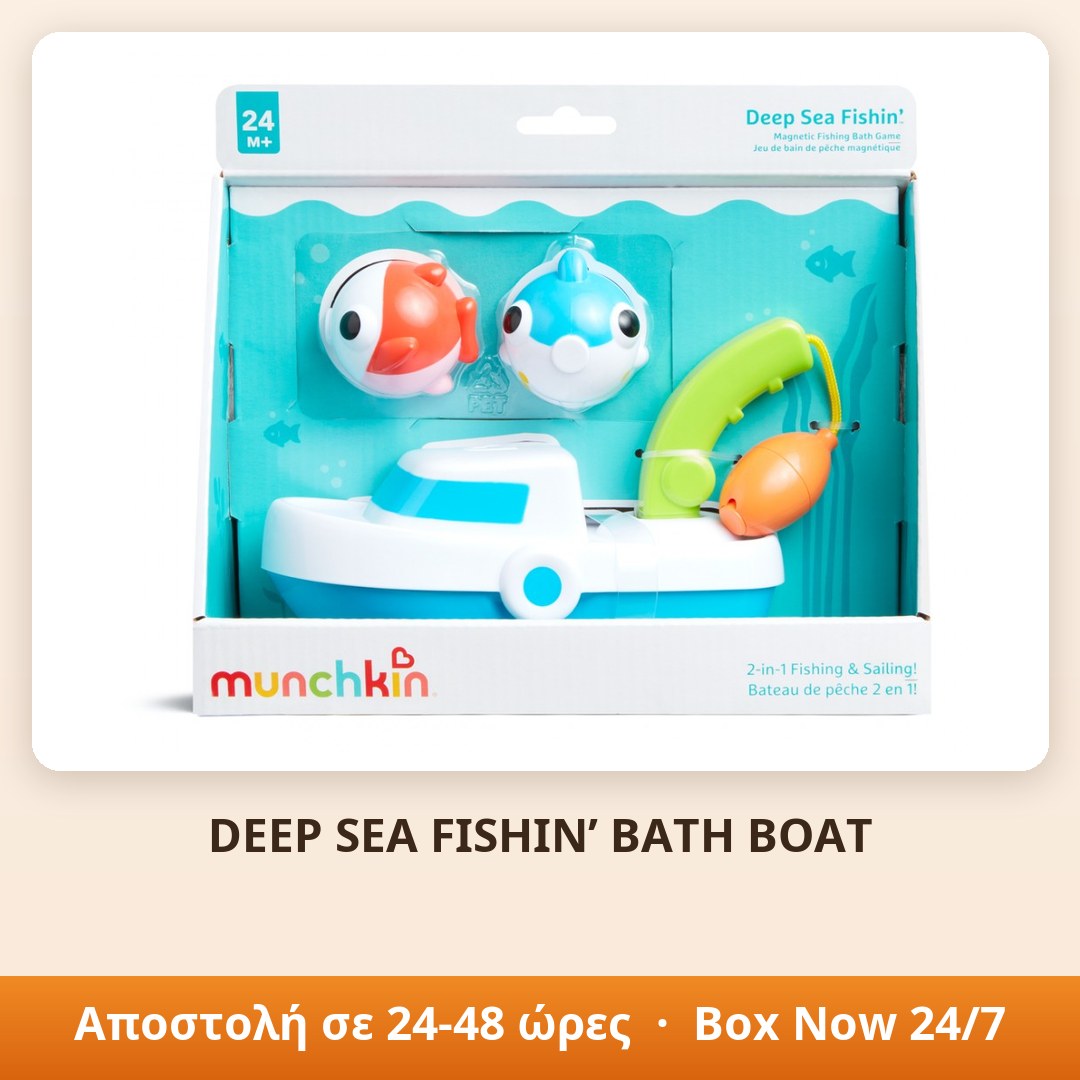 24
M+
Deep Sea Fishin'
Magnetic Fishing Bath Game
Jeu de bain de pêche magnétique
PET
munchkin
2-in-1 Fishing & Sailing!
Bateau de pêche 2 en 1!
DEEP SEA FISHIN’ BATH BOAT
Αποστολή σε 24-48 ώρες · Box Now 24/7